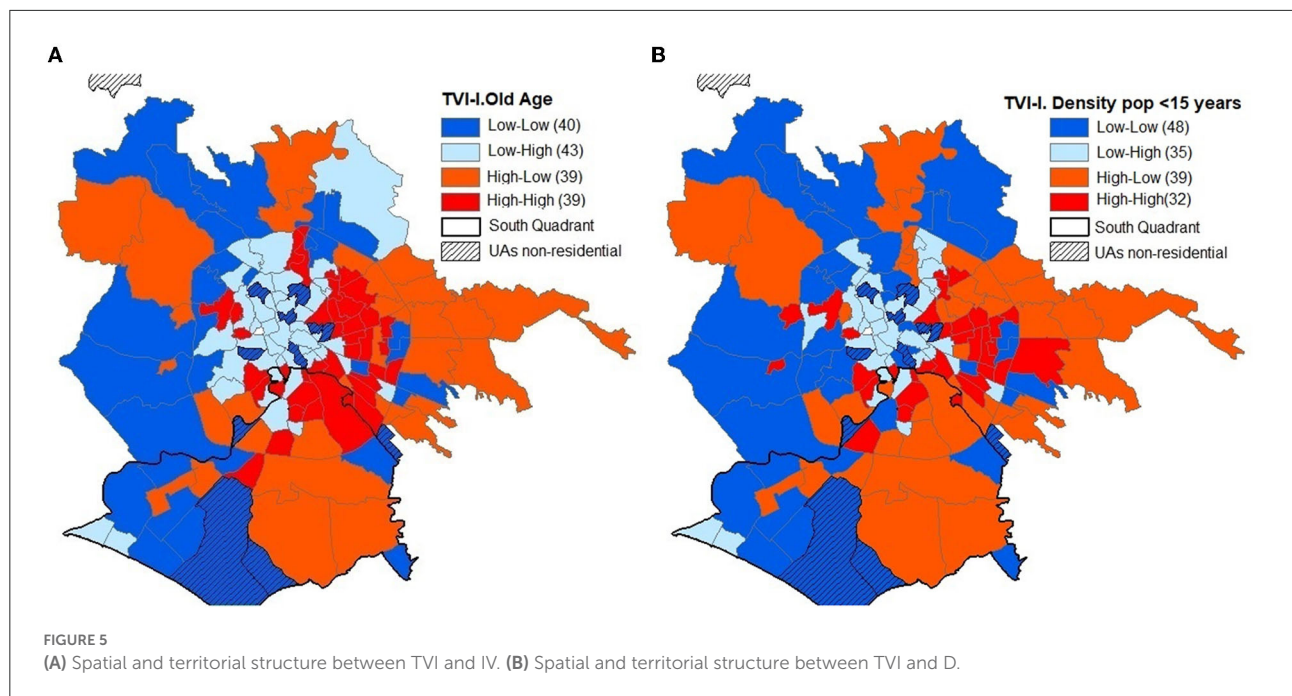 A
B
TVI-I.Old Age
Low-Low (40)
Low-High (43)
High-Low (39)
High-High (39)
South Quadrant
UAs non-residential
TVI-I. Density pop <15 years
Low-Low (48)
Low-High (35)
High-Low (39)
High-High(32)
South Quadrant
UAs non-residential
FIGURE 5
(A) Spatial and territorial structure between TVI and IV. (B) Spatial and territorial structure between TVI and D.